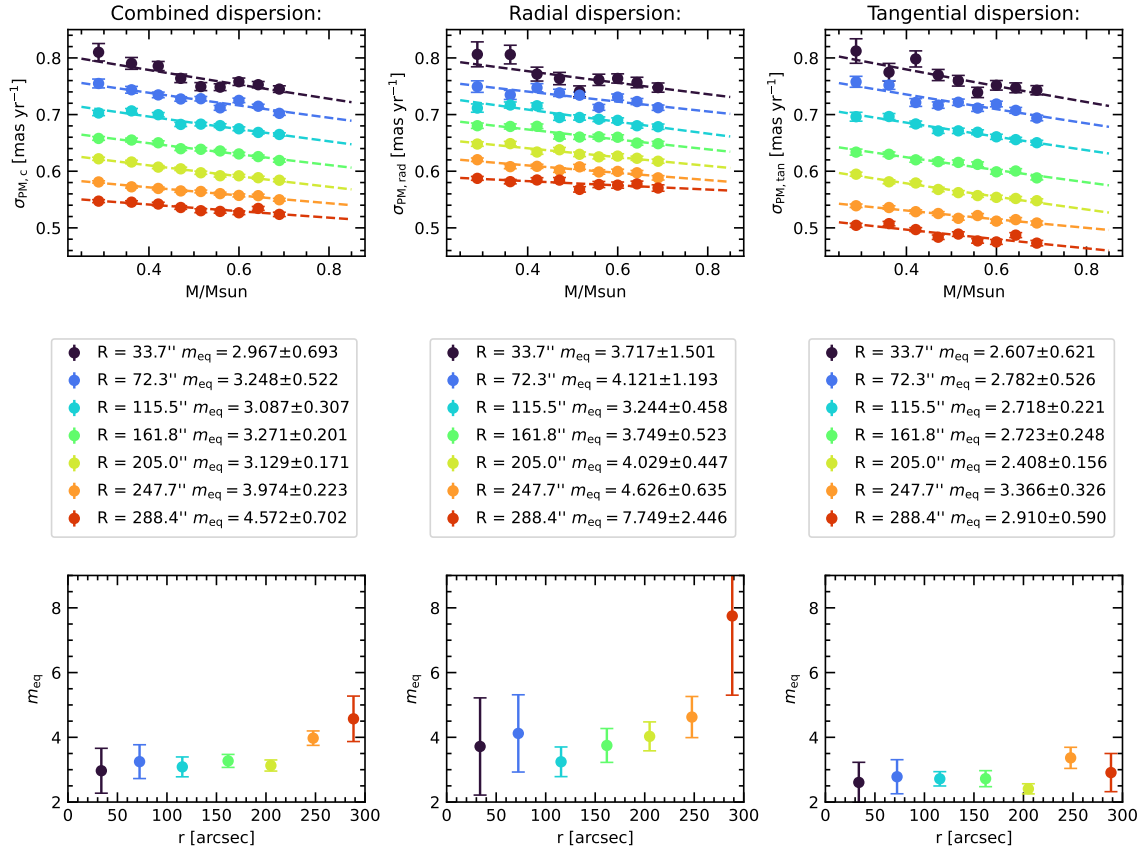 Combined dispersion:
Radial dispersion:
Tangential dispersion:
0.8
0.7
0.6
0.5
σPM, c [mas yr⁻¹]
0.4
0.6
0.8
M/Msun
0.8
0.7
0.6
0.5
σPM, rad [mas yr⁻¹]
0.4
0.6
0.8
M/Msun
0.8
0.7
0.6
0.5
σPM, tan [mas yr⁻¹]
0.4
0.6
0.8
M/Msun
R = 33.7'' meq = 2.967±0.693
R = 72.3'' meq = 3.248±0.522
R = 115.5'' meq = 3.087±0.307
R = 161.8'' meq = 3.271±0.201
R = 205.0'' meq = 3.129±0.171
R = 247.7'' meq = 3.974±0.223
R = 288.4'' meq = 4.572±0.702
R = 33.7'' meq = 3.717±1.501
R = 72.3'' meq = 4.121±1.193
R = 115.5'' meq = 3.244±0.458
R = 161.8'' meq = 3.749±0.523
R = 205.0'' meq = 4.029±0.447
R = 247.7'' meq = 4.626±0.635
R = 288.4'' meq = 7.749±2.446
R = 33.7'' meq = 2.607±0.621
R = 72.3'' meq = 2.782±0.526
R = 115.5'' meq = 2.718±0.221
R = 161.8'' meq = 2.723±0.248
R = 205.0'' meq = 2.408±0.156
R = 247.7'' meq = 3.366±0.326
R = 288.4'' meq = 2.910±0.590
8
6
4
2
meq
0 50 100 150 200 250 300
r [arcsec]
8
6
4
2
meq
0 50 100 150 200 250 300
r [arcsec]
8
6
4
2
meq
0 50 100 150 200 250 300
r [arcsec]